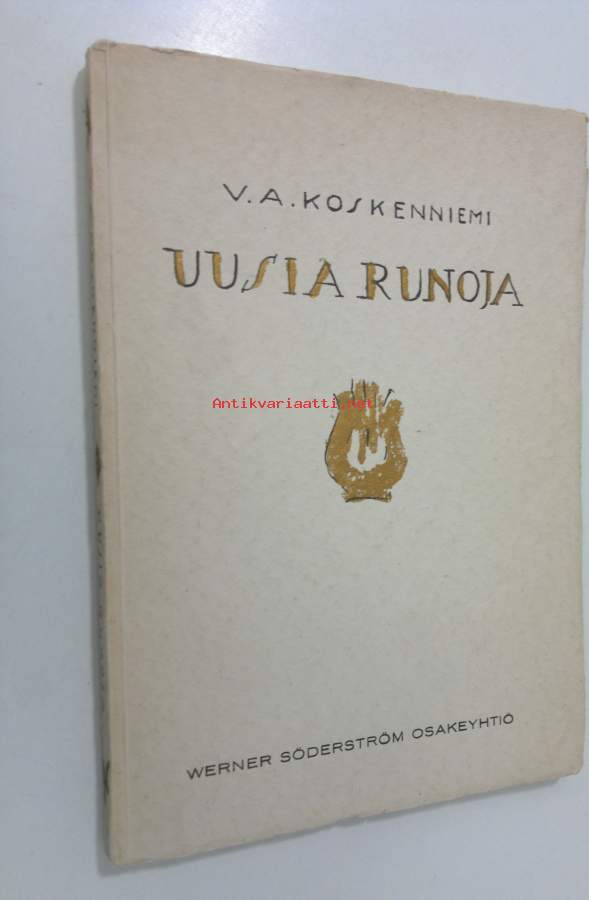 V. A. KOSKENNIEMI
UUSIA RUNOJA
Antikvariaatti.net
WERNER SÖDERSTRÖM OSAKEYHTIÖ